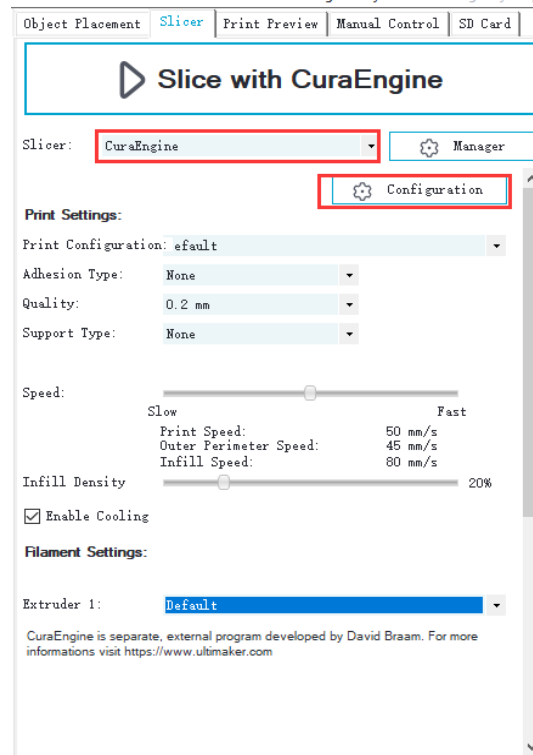 Object Placement Slicer Print Preview Manual Control SD Card
Slice with CuraEngine
Slicer: CuraEngine Manager
Configuration
Print Settings:
Print Configuration: efault
Adhesion Type: None
Quality: 0.2 mm
Support Type: None
Speed:
Slow Fast
Print Speed: 50 mm/s
Outer Perimeter Speed: 45 mm/s
Infill Speed: 80 mm/s
Infill Density 20%
Enable Cooling
Filament Settings:
Extruder 1: Default
CuraEngine is separate, external program developed by David Braam. For more
informations visit https://www.ultimaker.com